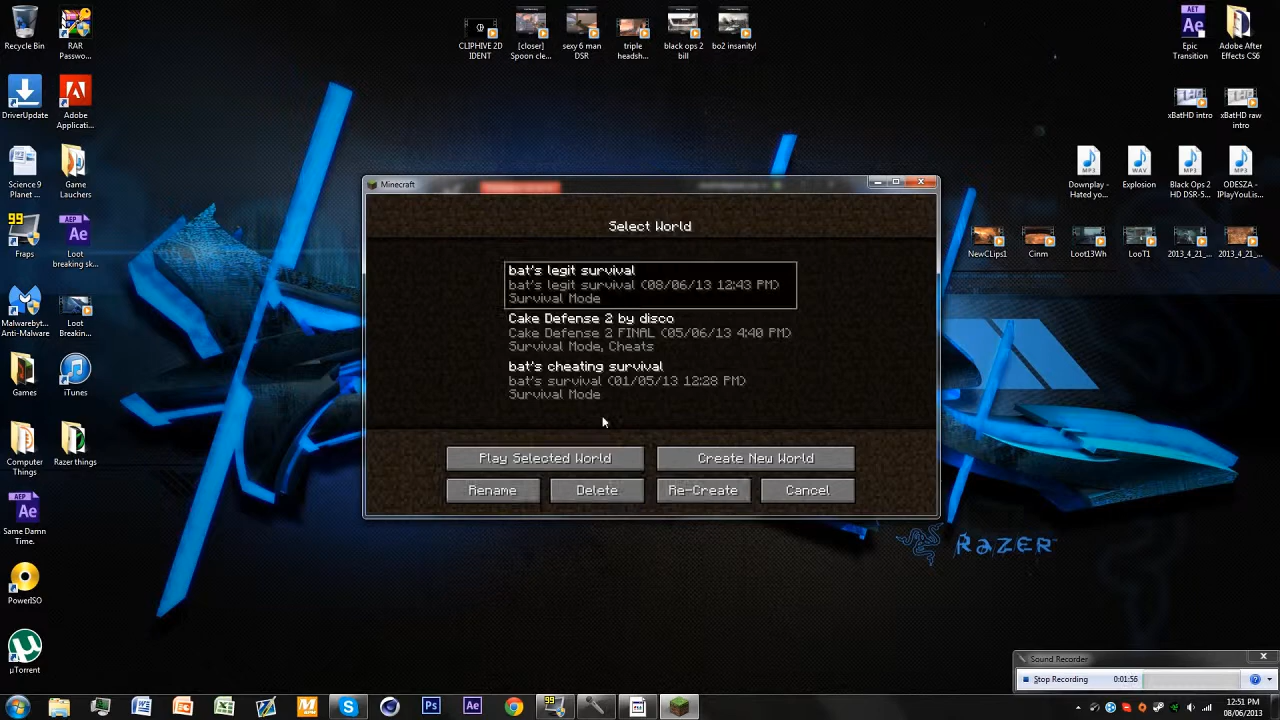 Recycle Bin
RAR
Passwo...
CLIPHIVE 2D
IDENT
[closer]
Spoon cle...
sexy 6 man
DSR
triple
headsh...
black ops 2
bill
bo2 insanity!
Epic
Transition
Adobe After
Effects CS6
DriverUpdate
Adobe
Applicati...
xBatHD intro
xBatHD raw
intro
Science 9
Planet ...
Game
Lauchers
Downplay -
Hated yo...
Explosion
Black Ops 2
HD DSR-5...
ODESZA -
IPlayYouLis...
Fraps
Loot
breaking sk...
NewCLips1
Cinm
Loot13Wh
LooT1
2013_4_21_...
2013_4_21_...
Malwarebyt...
Anti-Malware
Loot
Breakin...
Games
iTunes
Computer
Things
Razer things
Same Damn
Time.
PowerISO
µTorrent
Minecraft
Select World
bat's legit survival
bat's legit survival (08/06/13 12:43 PM)
Survival Mode
Cake Defense 2 by disco
Cake Defense 2 FINAL (05/06/13 4:40 PM)
Survival Mode, Cheats
bat's cheating survival
bat's survival (01/05/13 12:28 PM)
Survival Mode
Play Selected World
Create New World
Rename
Delete
Re-Create
Cancel
RAZER
Sound Recorder
Stop Recording
0:01:56
12:51 PM
08/06/2013